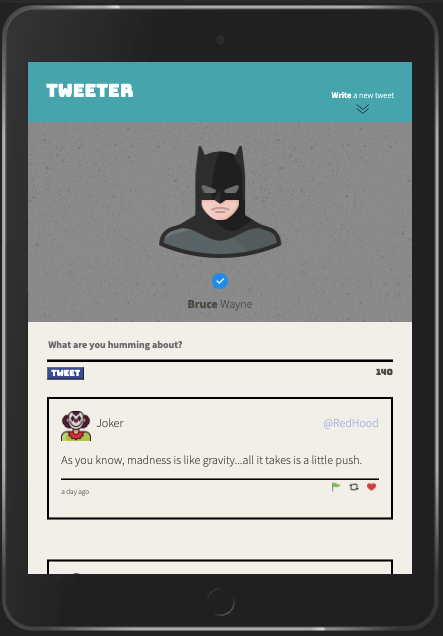 TWEETER
Write a new tweet
Bruce Wayne
What are you humming about?
TWEET
140
Joker
@RedHood
As you know, madness is like gravity...all it takes is a little push.
a day ago